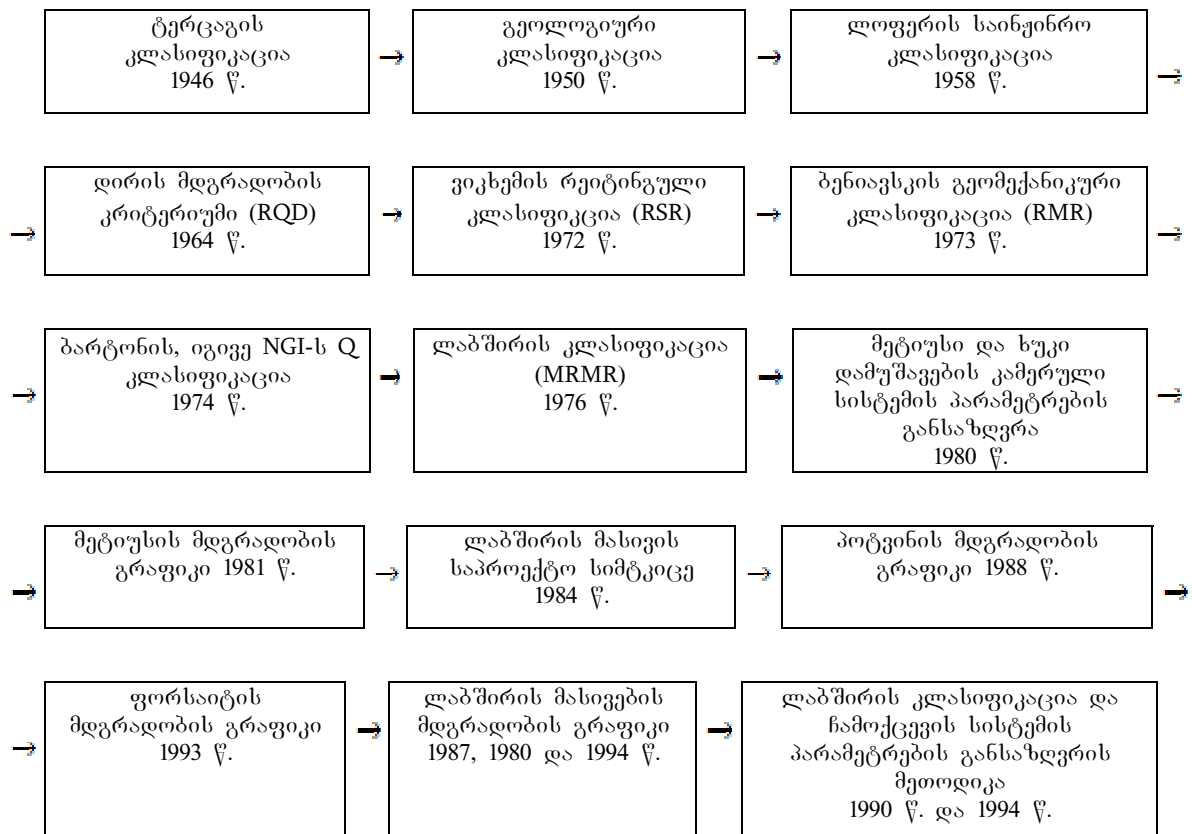 ტერცაგის
კლასიფიკაცია
1946 წ.
გეოლოგიური
კლასიფიკაცია
1950 წ.
ლოფერის საინჟინრო
კლასიფიკაცია
1958 წ.
დირის მდგრადობის
კრიტერიუმი (RQD)
1964 წ.
ვიკხემის რეიტინგული
კლასიფიკცია (RSR)
1972 წ.
ბენიავსკის გეომექანიკური
კლასიფიკაცია (RMR)
1973 წ.
ბარტონის, იგივე NGI-ს Q
კლასიფიკაცია
1974 წ.
ლაბშირის კლასიფიკაცია
(MRMR)
1976 წ.
მეტიუსი და ხუკი
დამუშავების კამერული
სისტემის პარამეტრების
განსაზღვრა
1980 წ.
მეტიუსის მდგრადობის
გრაფიკი 1981 წ.
ლაბშირის მასივის
საპროექტო სიმტკიცე
1984 წ.
პოტვინის მდგრადობის
გრაფიკი 1988 წ.
ფორსაიტის
მდგრადობის გრაფიკი
1993 წ.
ლაბშირის მასივების
მდგრადობის გრაფიკი
1987, 1980 და 1994 წ.
ლაბშირის კლასიფიკაცია და
ჩამოქცევის სისტემის
პარამეტრების განსაზღვრის
მეთოდიკა
1990 წ. და 1994 წ.